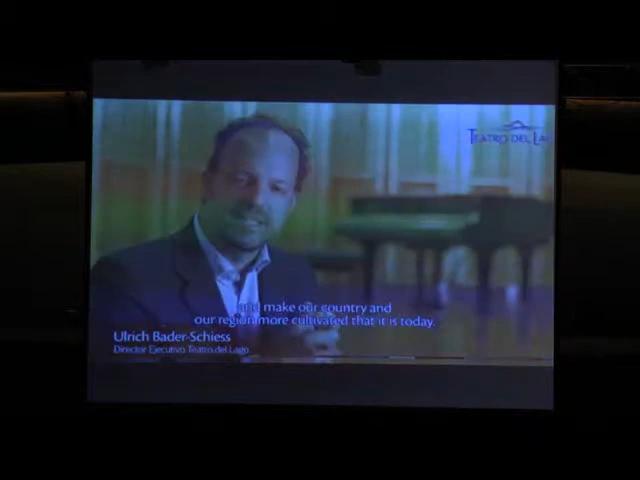 TEATRO DEL LA
and make our country and
our region more cultivated that it is today.
Ulrich Bader-Schiess
Director Ejecutivo Teatro del Lago